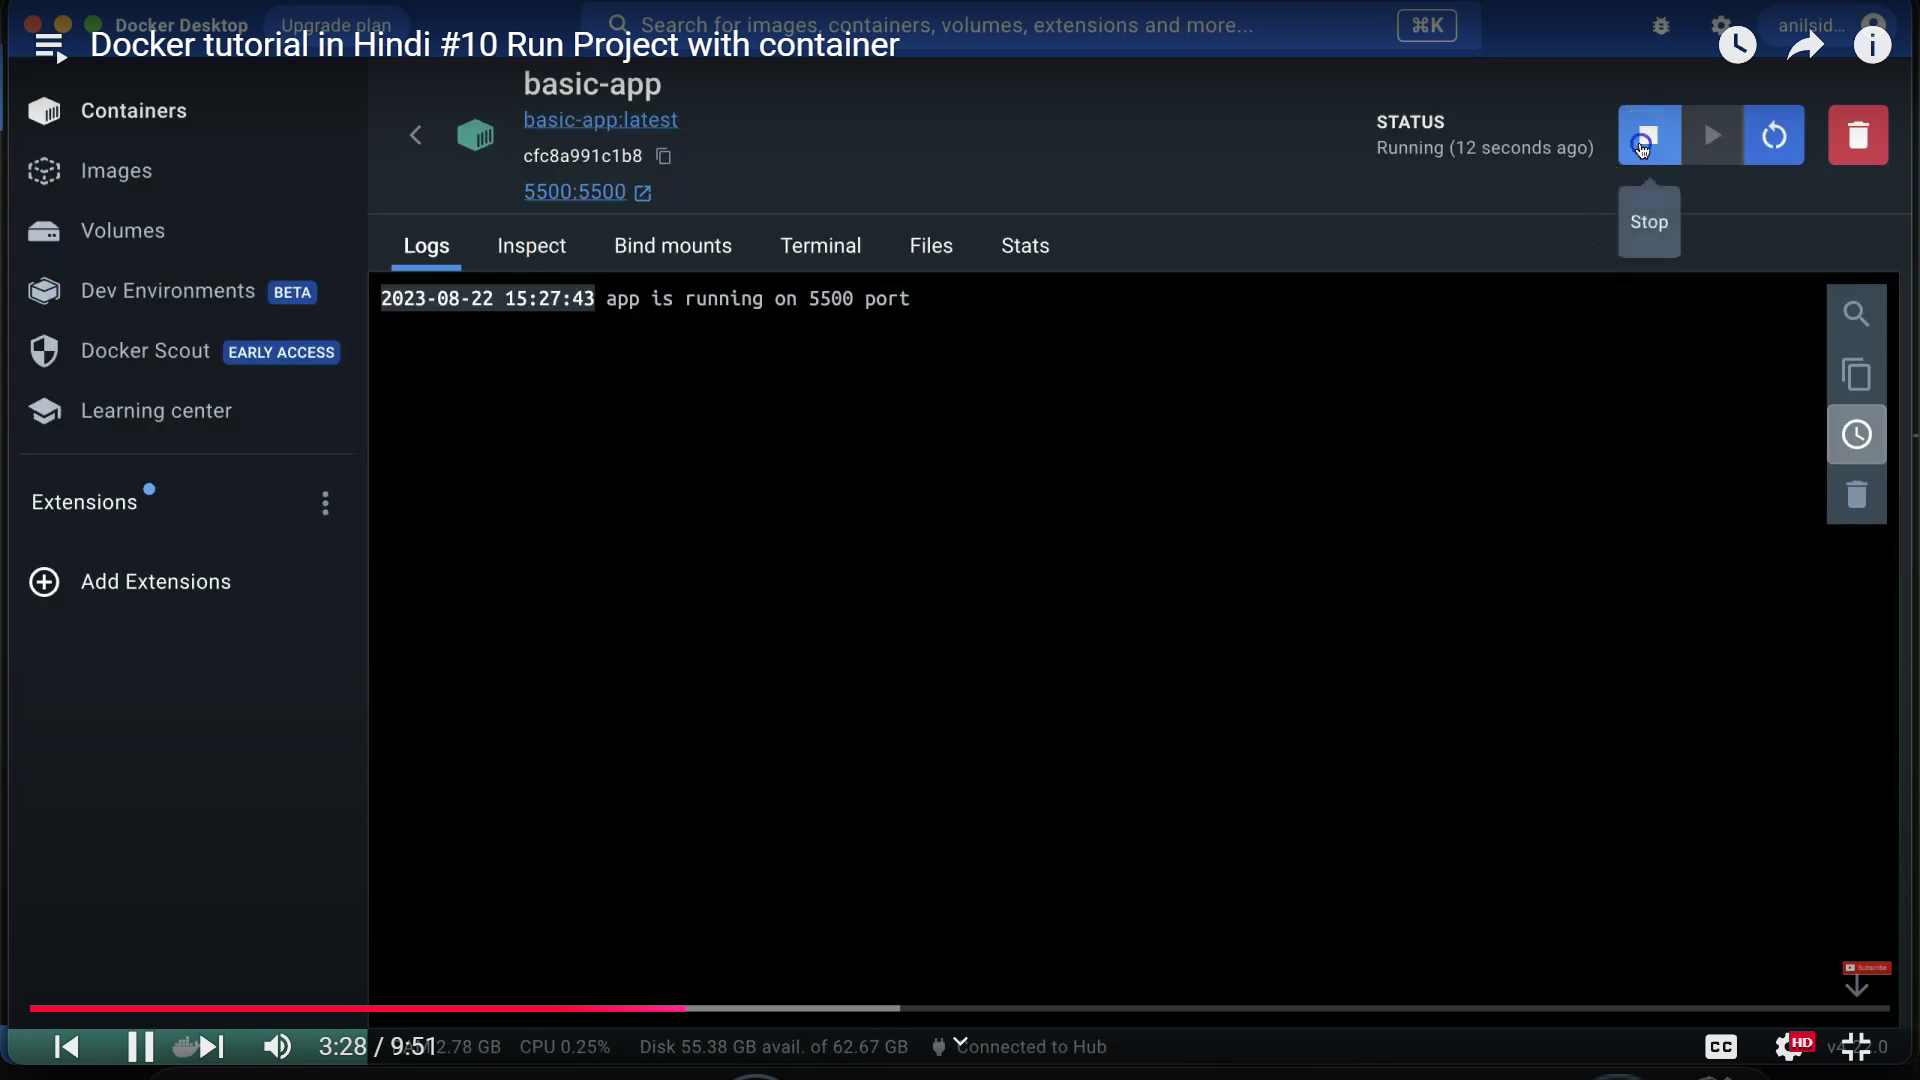 Docker Desktop
Upgrade plan
Search for images, containers, volumes, extensions and more...
⌘K
anilsid...
Docker tutorial in Hindi #10 Run Project with container
Containers
Images
Volumes
Dev Environments BETA
Docker Scout EARLY ACCESS
Learning center
Extensions
Add Extensions
basic-app
basic-app:latest
cfc8a991c1b8
5500:5500
STATUS
Running (12 seconds ago)
Stop
Logs Inspect Bind mounts Terminal Files Stats
2023-08-22 15:27:43 app is running on 5500 port
Subscribe
3:28 / 9:51
2.78 GB CPU 0.25% Disk 55.38 GB avail. of 62.67 GB Connected to Hub
CC
HD